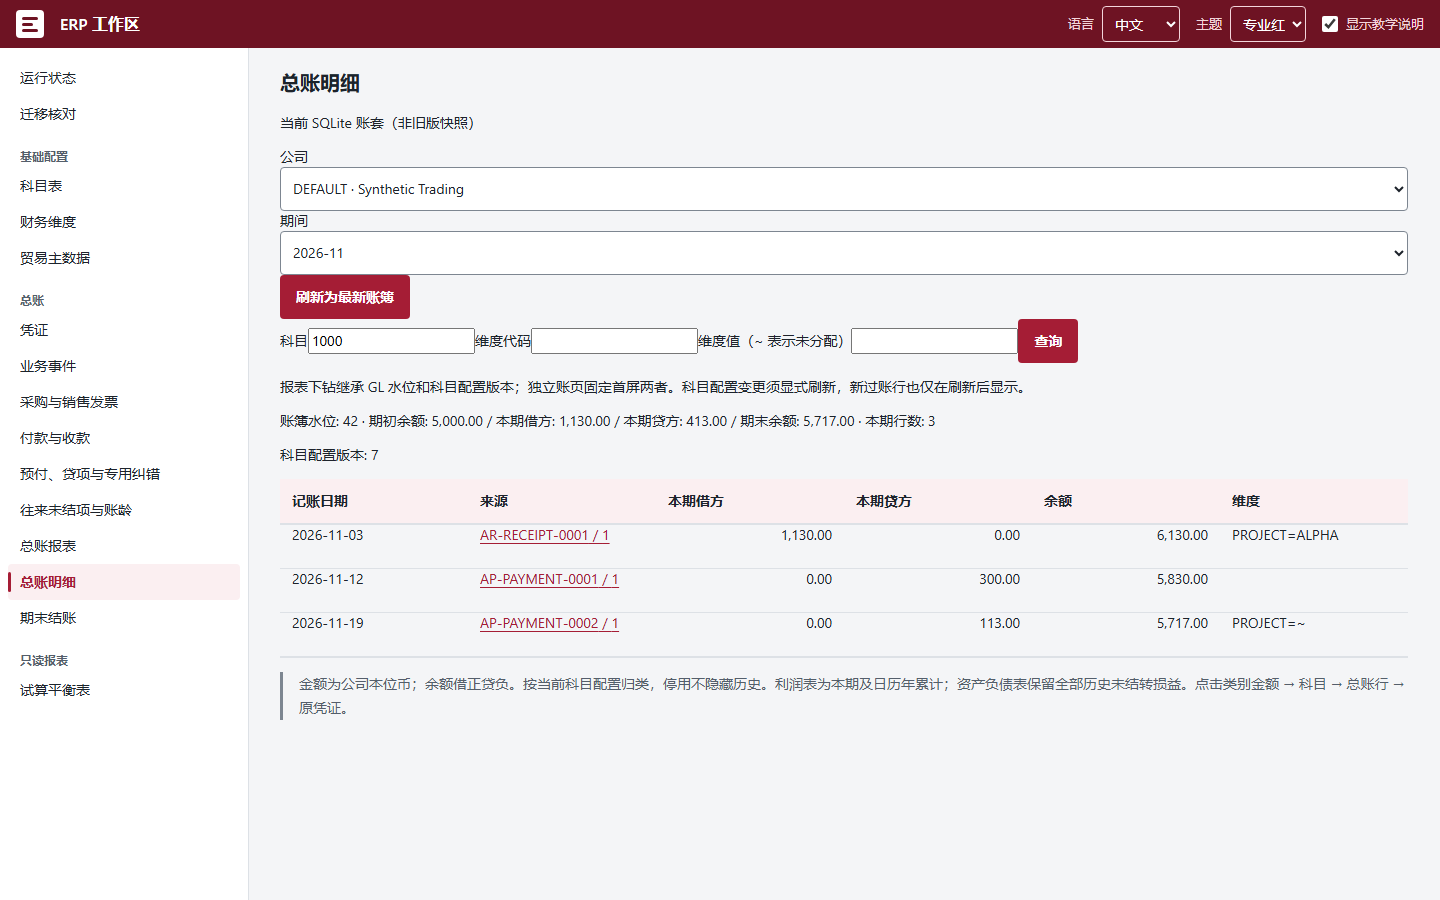 ERP 工作区
语言 中文 主题 专业红 显示教学说明
运行状态
迁移核对
基础配置
科目表
财务维度
贸易主数据
总账
凭证
业务事件
采购与销售发票
付款与收款
预付、贷项与专用纠错
往来未结项与账龄
总账报表
总账明细
期末结账
只读报表
试算平衡表
总账明细
当前 SQLite 账套（非旧版快照）
公司
DEFAULT · Synthetic Trading
期间
2026-11
刷新为最新账簿
科目 1000 维度代码 维度值（~ 表示未分配） 查询
报表下钻继承 GL 水位和科目配置版本；独立账页固定首屏两者。科目配置变更须显式刷新，新过账行也仅在刷新后显示。
账簿水位: 42 · 期初余额: 5,000.00 / 本期借方: 1,130.00 / 本期贷方: 413.00 / 期末余额: 5,717.00 · 本期行数: 3
科目配置版本: 7
记账日期 来源 本期借方 本期贷方 余额 维度
2026-11-03 AR-RECEIPT-0001 / 1 1,130.00 0.00 6,130.00 PROJECT=ALPHA
2026-11-12 AP-PAYMENT-0001 / 1 0.00 300.00 5,830.00
2026-11-19 AP-PAYMENT-0002 / 1 0.00 113.00 5,717.00 PROJECT=~
金额为公司本位币；余额借正贷负。按当前科目配置归类，停用不隐藏历史。利润表为本期及日历年累计；资产负债表保留全部历史未结转损益。点击类别金额 → 科目 → 总账行 →
原凭证。